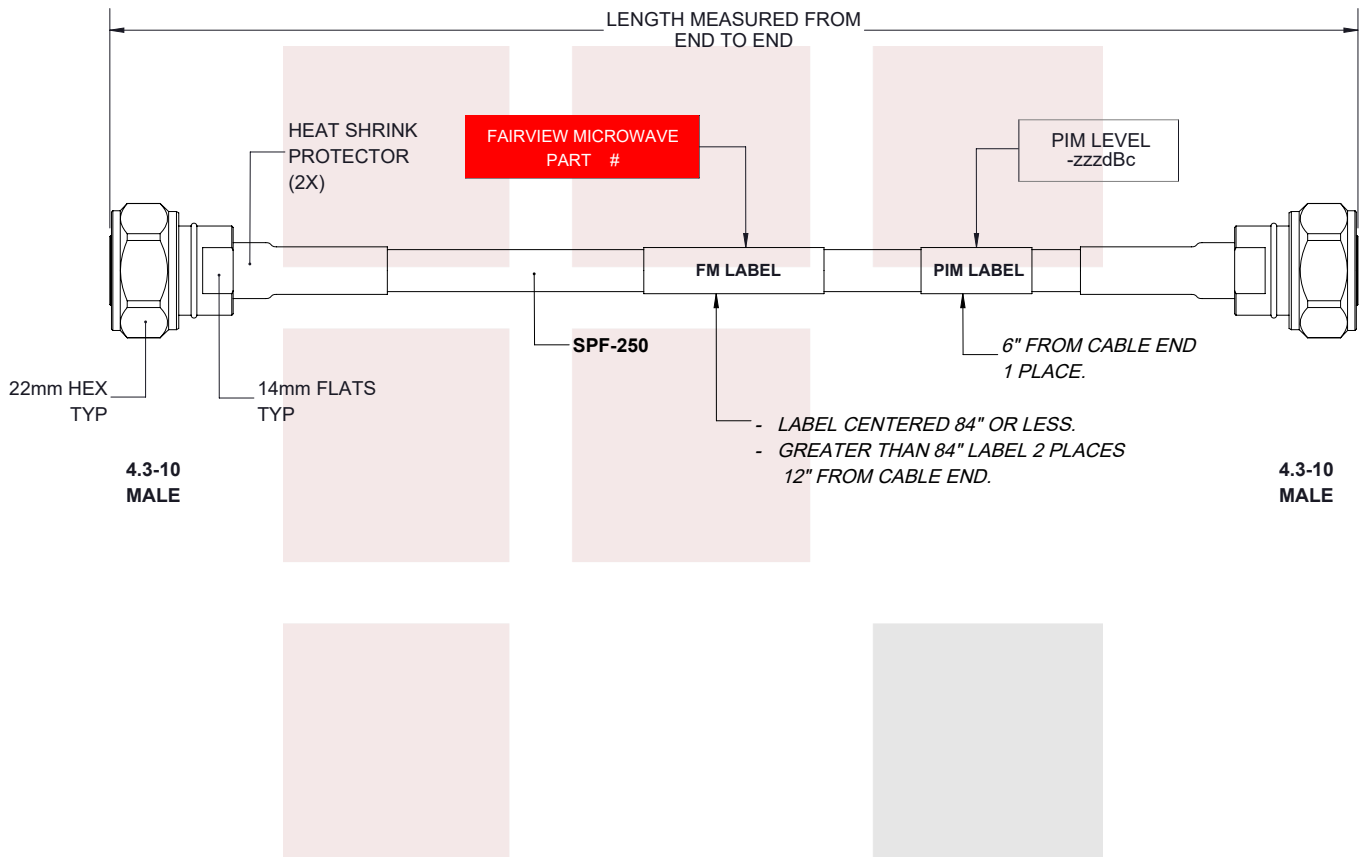 LENGTH MEASURED FROM
END TO END
HEAT SHRINK
PROTECTOR
(2X)
FAIRVIEW MICROWAVE
PART #
PIM LEVEL
-zzzdBc
FM LABEL
PIM LABEL
SPF-250
6" FROM CABLE END
1 PLACE.
22mm HEX
TYP
14mm FLATS
TYP
- LABEL CENTERED 84" OR LESS.
- GREATER THAN 84" LABEL 2 PLACES
12" FROM CABLE END.
4.3-10
MALE
4.3-10
MALE